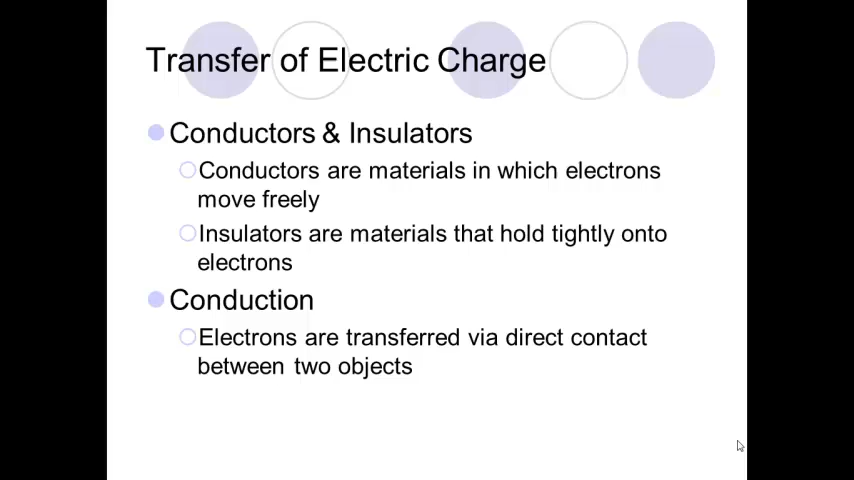 Transfer of Electric Charge
Conductors & Insulators
Conductors are materials in which electrons
move freely
Insulators are materials that hold tightly onto
electrons
Conduction
Electrons are transferred via direct contact
between two objects